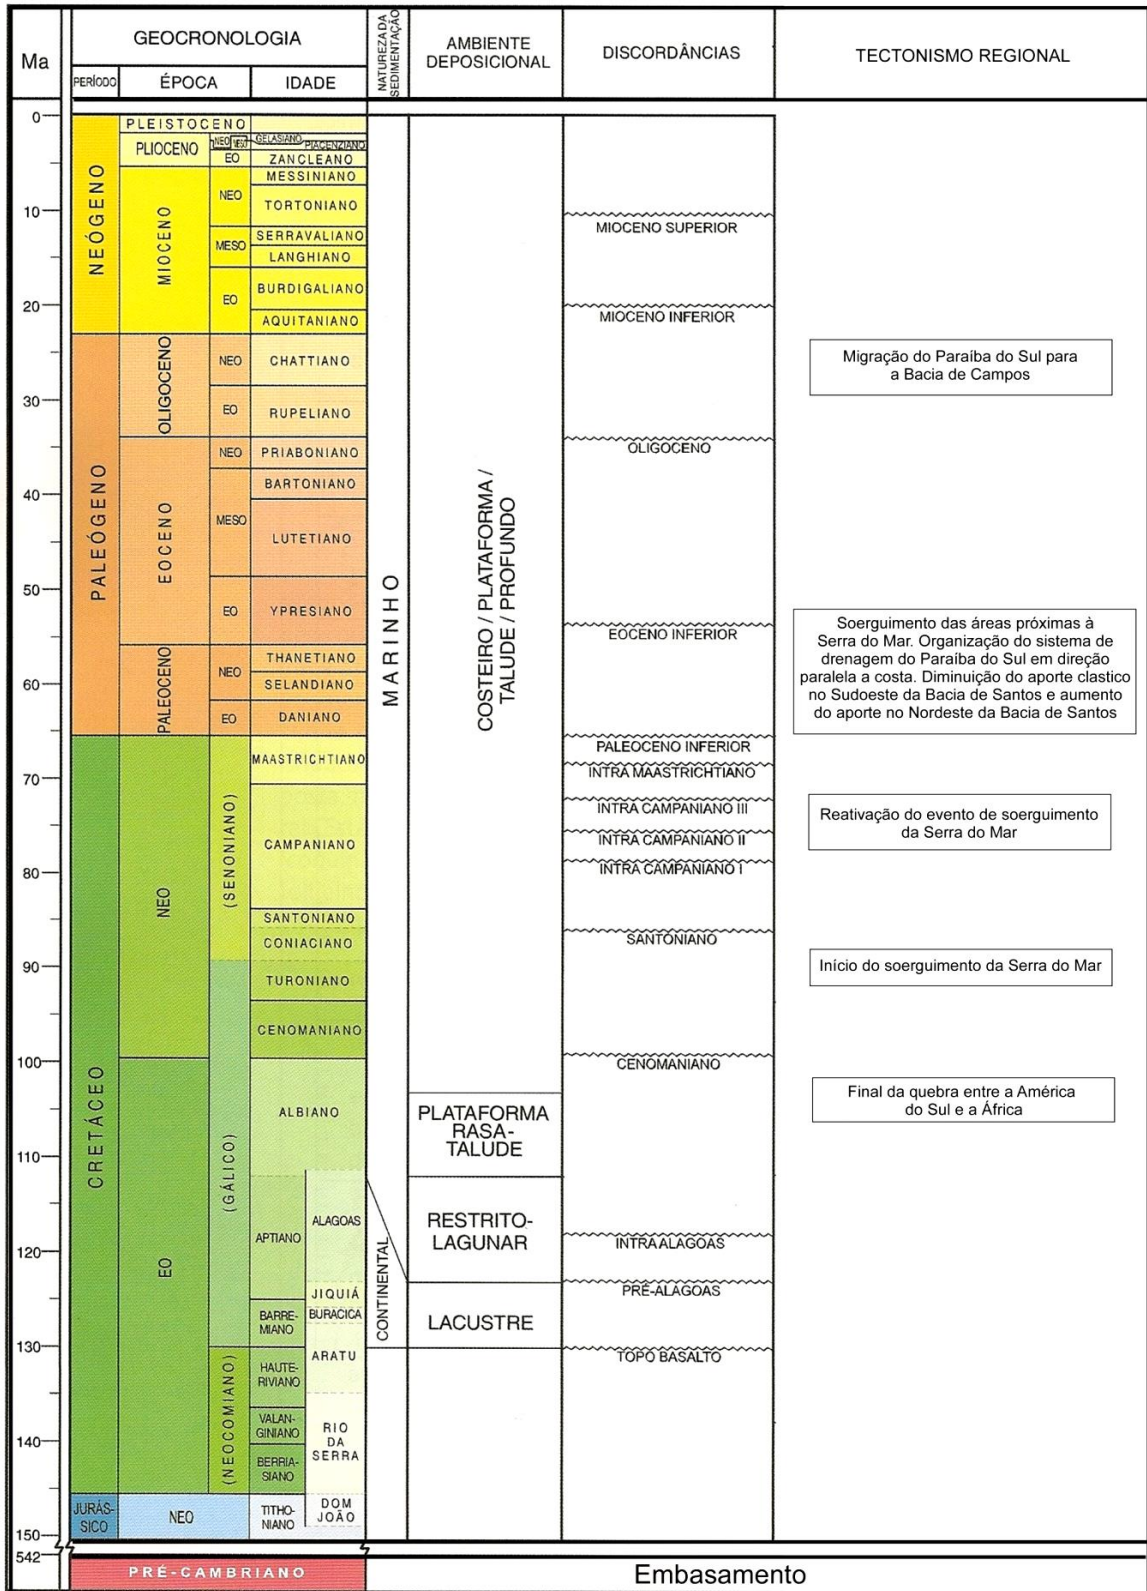 Ma
GEOCRONOLOGIA
PERÍODO
ÉPOCA
IDADE
NATUREZA DA
SEDIMENTAÇÃO
AMBIENTE
DEPOSICIONAL
DISCORDÂNCIAS
TECTONISMO REGIONAL
0
10
20
30
40
50
60
70
80
90
100
110
120
130
140
150
542
NEÓGENO
PALEÓGENO
CRETÁCEO
JURÁS-
SICO
PLEISTOCENO
PLIOCENO
MIOCENO
OLIGOCENO
EOCENO
PALEOCENO
NEO
EO
NEO
NEO
MESO
EO
NEO
MESO
EO
NEO
EO
NEO
MESO
EO
NEO
EO
(SENONIANO)
(GÁLICO)
(NEOCOMIANO)
GELASIANO
PIACENZIANO
ZANCLEANO
MESSINIANO
TORTONIANO
SERRAVALIANO
LANGHIANO
BURDIGALIANO
AQUITANIANO
CHATTIANO
RUPELIANO
PRIABONIANO
BARTONIANO
LUTETIANO
YPRESIANO
THANETIANO
SELANDIANO
DANIANO
MAASTRICHTIANO
CAMPANIANO
SANTONIANO
CONIACIANO
TURONIANO
CENOMANIANO
ALBIANO
APTIANO
BARRE-
MIANO
HAUTE-
RIVIANO
VALAN-
GINIANO
BERRIA-
SIANO
TITHO-
NIANO
ALAGOAS
JIQUIÁ
BURACICA
ARATU
RIO
DA
SERRA
DOM
JOÃO
MARINHO
CONTINENTAL
COSTEIRO / PLATAFORMA /
TALUDE / PROFUNDO
PLATAFORMA
RASA-
TALUDE
RESTRITO-
LAGUNAR
LACUSTRE
MIOCENO SUPERIOR
MIOCENO INFERIOR
OLIGOCENO
EOCENO INFERIOR
PALEOCENO INFERIOR
INTRA MAASTRICHTIANO
INTRA CAMPANIANO III
INTRA CAMPANIANO II
INTRA CAMPANIANO I
SANTONIANO
CENOMANIANO
INTRA ALAGOAS
PRÉ-ALAGOAS
TOPO BASALTO
Migração do Paraíba do Sul para
a Bacia de Campos
Soerguimento das áreas próximas à
Serra do Mar. Organização do sistema de
drenagem do Paraíba do Sul em direção
paralela a costa. Diminuição do aporte clastico
no Sudoeste da Bacia de Santos e aumento
do aporte no Nordeste da Bacia de Santos
Reativação do evento de soerguimento
da Serra do Mar
Início do soerguimento da Serra do Mar
Final da quebra entre a América
do Sul e a África
PRÉ-CAMBRIANO
Embasamento